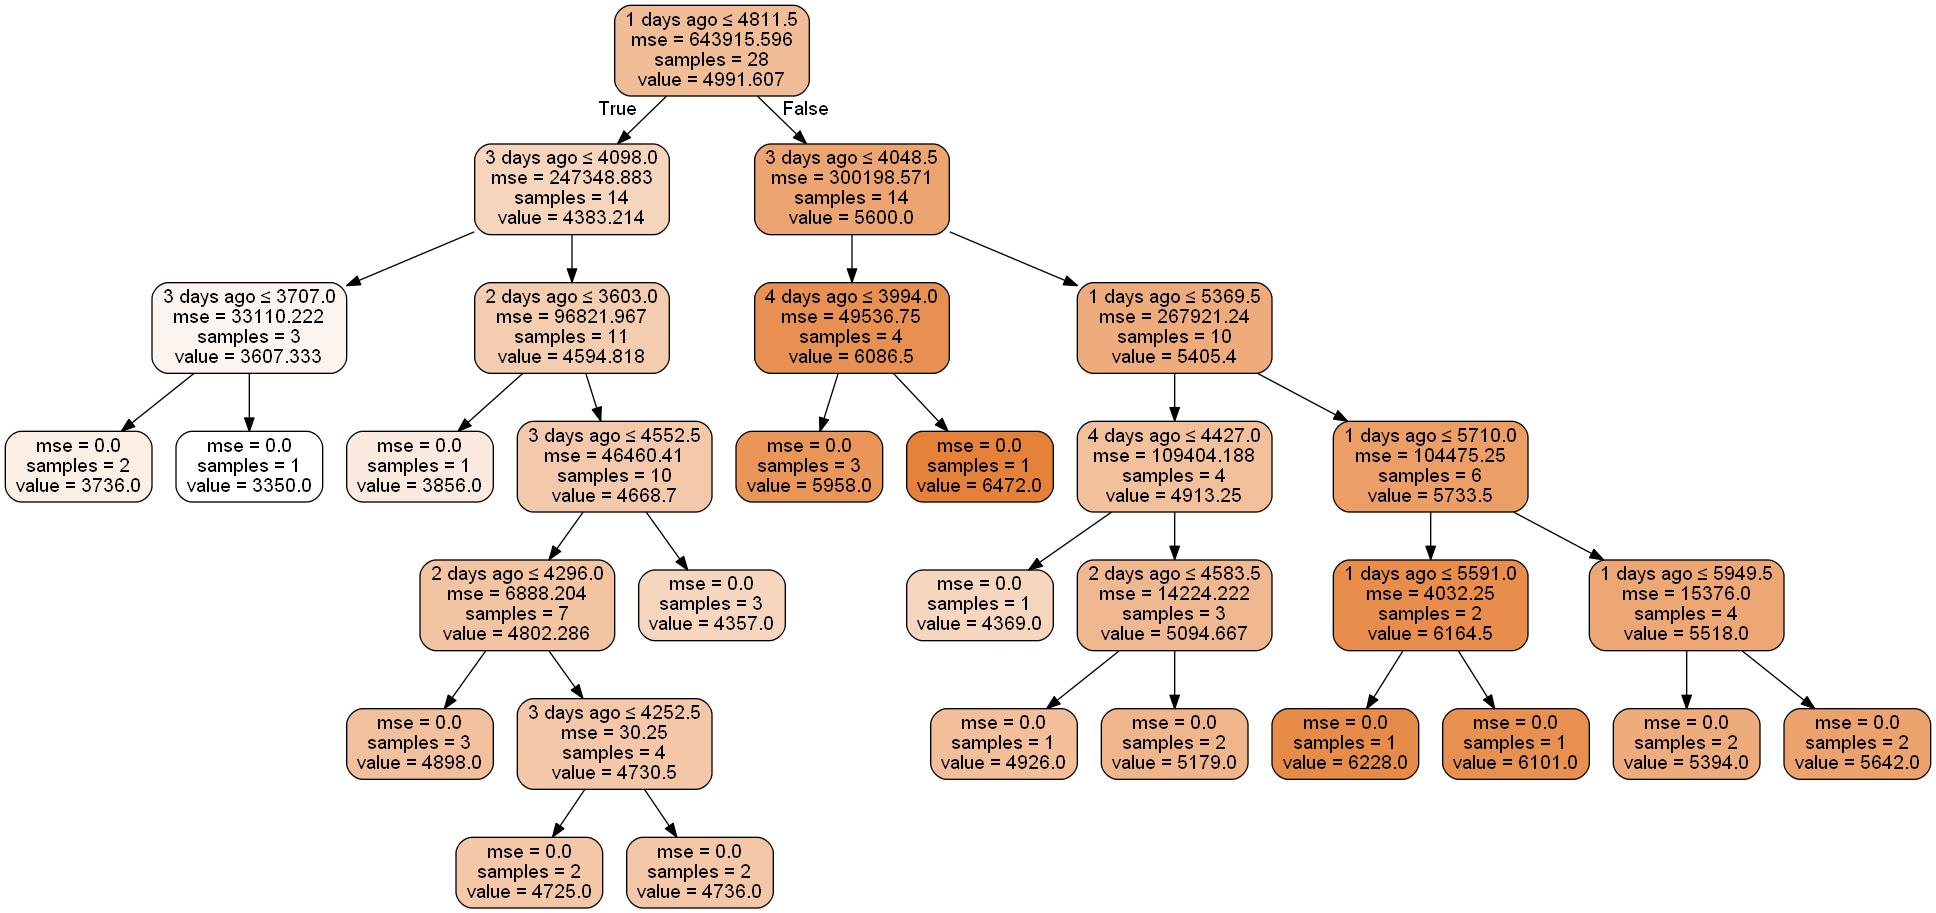 1 days ago ≤ 4811.5
mse = 643915.596
samples = 28
value = 4991.607
True
False
3 days ago ≤ 4098.0
mse = 247348.883
samples = 14
value = 4383.214
3 days ago ≤ 4048.5
mse = 300198.571
samples = 14
value = 5600.0
3 days ago ≤ 3707.0
mse = 33110.222
samples = 3
value = 3607.333
2 days ago ≤ 3603.0
mse = 96821.967
samples = 11
value = 4594.818
4 days ago ≤ 3994.0
mse = 49536.75
samples = 4
value = 6086.5
1 days ago ≤ 5369.5
mse = 267921.24
samples = 10
value = 5405.4
mse = 0.0
samples = 2
value = 3736.0
mse = 0.0
samples = 1
value = 3350.0
mse = 0.0
samples = 1
value = 3856.0
3 days ago ≤ 4552.5
mse = 46460.41
samples = 10
value = 4668.7
mse = 0.0
samples = 3
value = 5958.0
mse = 0.0
samples = 1
value = 6472.0
4 days ago ≤ 4427.0
mse = 109404.188
samples = 4
value = 4913.25
1 days ago ≤ 5710.0
mse = 104475.25
samples = 6
value = 5733.5
2 days ago ≤ 4296.0
mse = 6888.204
samples = 7
value = 4802.286
mse = 0.0
samples = 3
value = 4357.0
mse = 0.0
samples = 1
value = 4369.0
2 days ago ≤ 4583.5
mse = 14224.222
samples = 3
value = 5094.667
1 days ago ≤ 5591.0
mse = 4032.25
samples = 2
value = 6164.5
1 days ago ≤ 5949.5
mse = 15376.0
samples = 4
value = 5518.0
mse = 0.0
samples = 3
value = 4898.0
3 days ago ≤ 4252.5
mse = 30.25
samples = 4
value = 4730.5
mse = 0.0
samples = 1
value = 4926.0
mse = 0.0
samples = 2
value = 5179.0
mse = 0.0
samples = 1
value = 6228.0
mse = 0.0
samples = 1
value = 6101.0
mse = 0.0
samples = 2
value = 5394.0
mse = 0.0
samples = 2
value = 5642.0
mse = 0.0
samples = 2
value = 4725.0
mse = 0.0
samples = 2
value = 4736.0